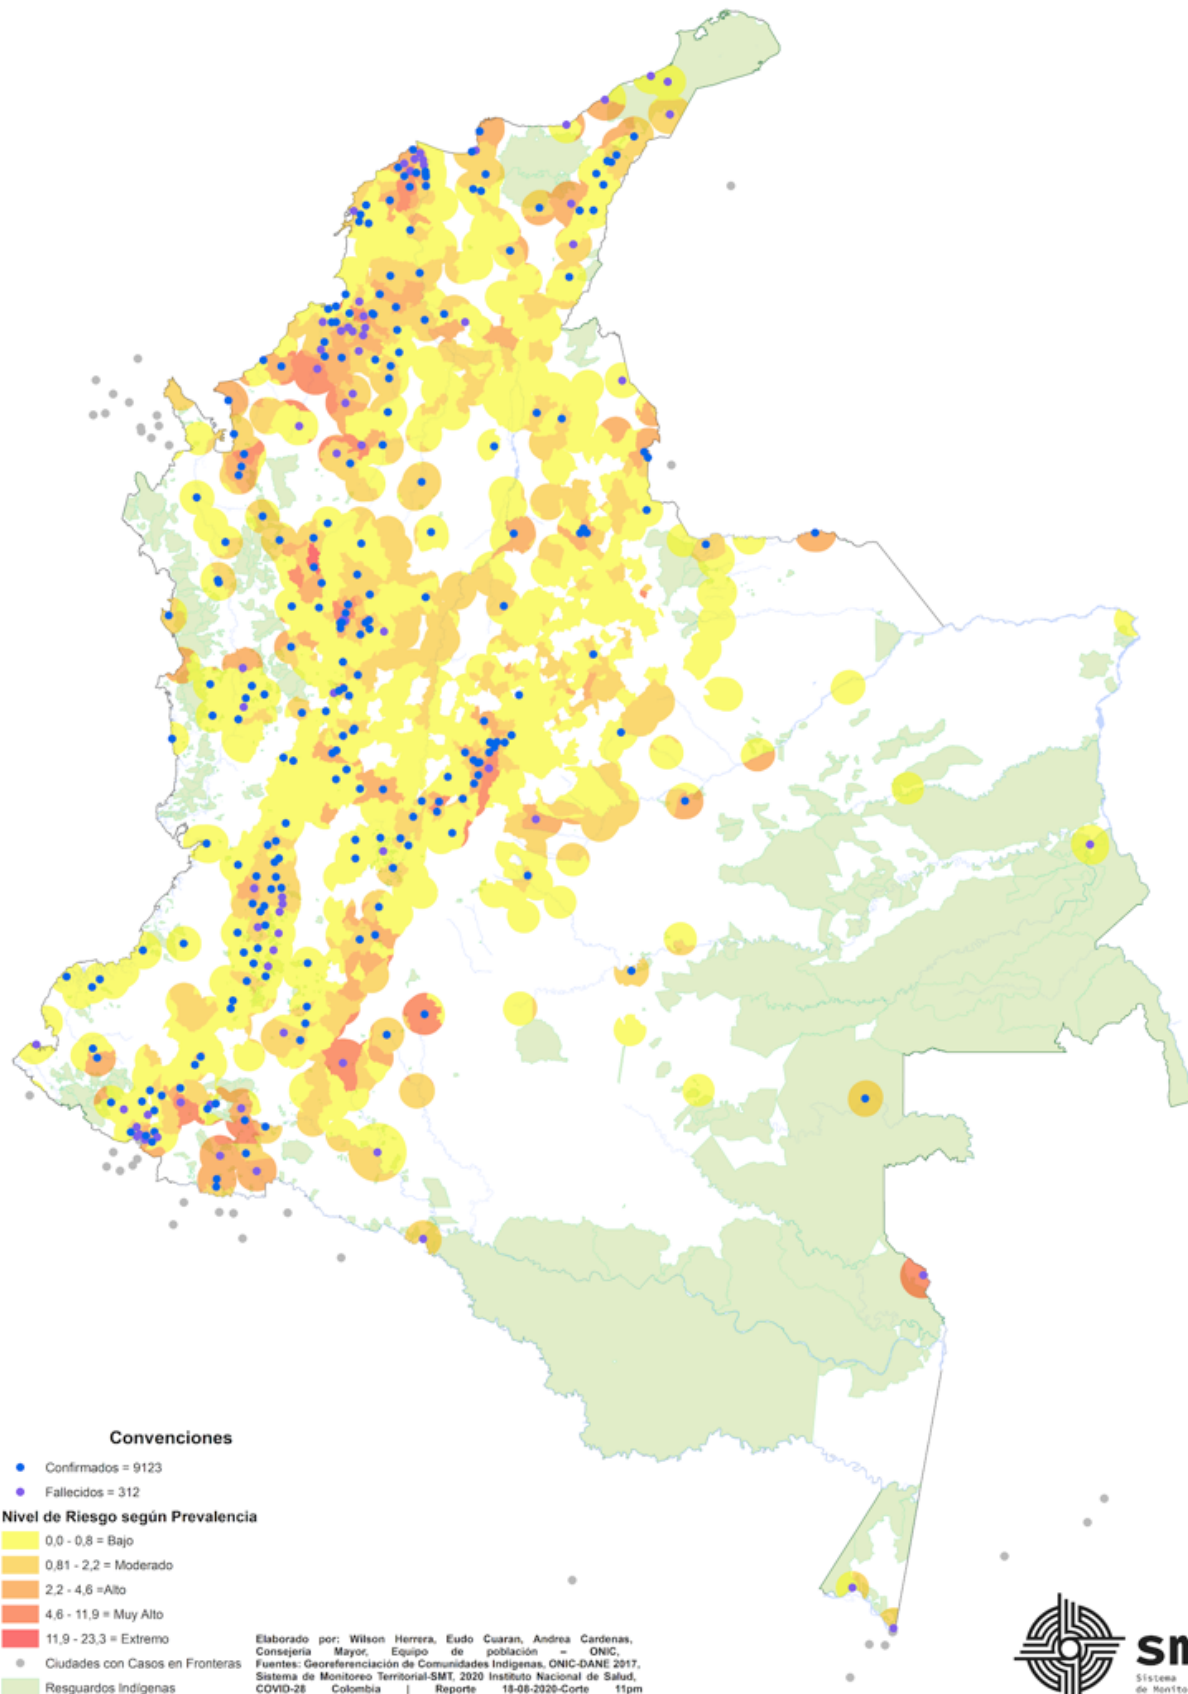 Convenciones
Confirmados = 9123
Fallecidos = 312
Nivel de Riesgo según Prevalencia
0,0 - 0,8 = Bajo
0,81 - 2,2 = Moderado
2,2 - 4,6 =Alto
4,6 - 11,9 = Muy Alto
11,9 - 23,3 = Extremo
Ciudades con Casos en Fronteras
Resguardos Indígenas
Elaborado por: Wilson Herrera, Eudo Cuaran, Andrea Cardenas,
Consejería Mayor, Equipo de población – ONIC,
Fuentes: Georeferenciación de Comunidades Indígenas, ONIC-DANE 2017,
Sistema de Monitoreo Territorial-SMT, 2020 Instituto Nacional de Salud,
COVID-28 Colombia | Reporte 18-08-2020-Corte 11pm
sm
Sistema
de Monito